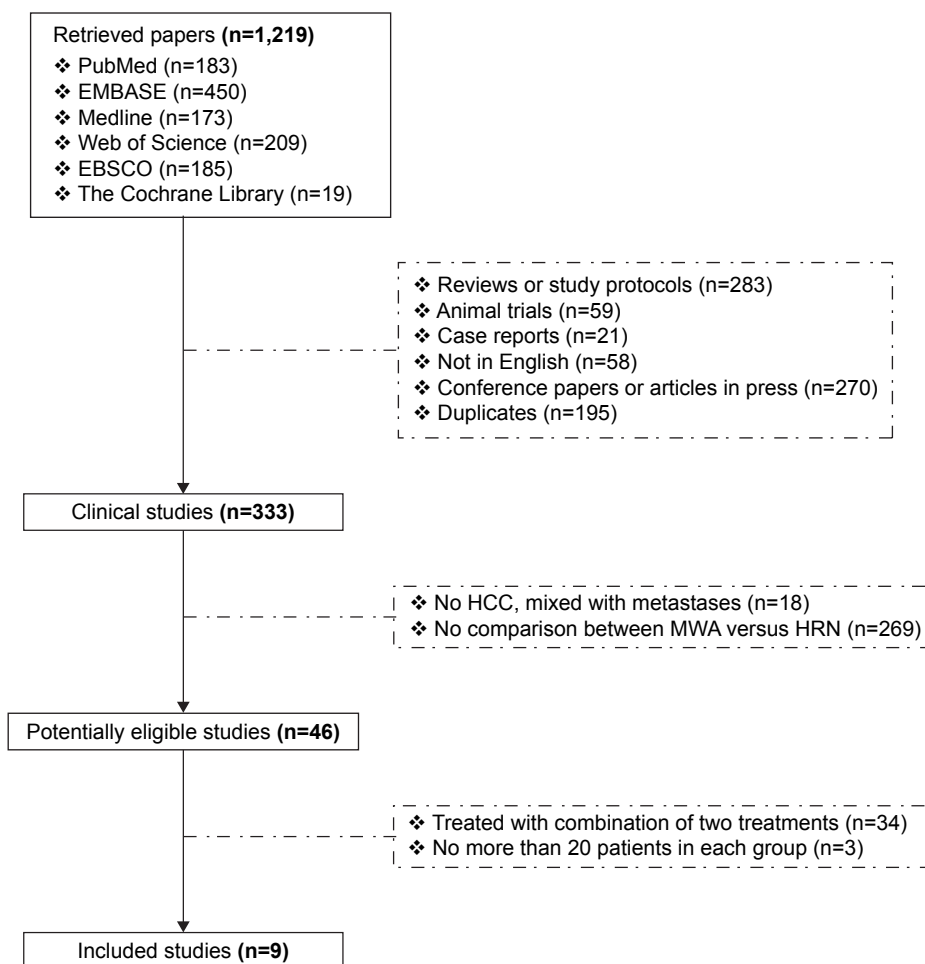 Retrieved papers (n=1,219)
❖ PubMed (n=183)
❖ EMBASE (n=450)
❖ Medline (n=173)
❖ Web of Science (n=209)
❖ EBSCO (n=185)
❖ The Cochrane Library (n=19)
❖ Reviews or study protocols (n=283)
❖ Animal trials (n=59)
❖ Case reports (n=21)
❖ Not in English (n=58)
❖ Conference papers or articles in press (n=270)
❖ Duplicates (n=195)
Clinical studies (n=333)
❖ No HCC, mixed with metastases (n=18)
❖ No comparison between MWA versus HRN (n=269)
Potentially eligible studies (n=46)
❖ Treated with combination of two treatments (n=34)
❖ No more than 20 patients in each group (n=3)
Included studies (n=9)